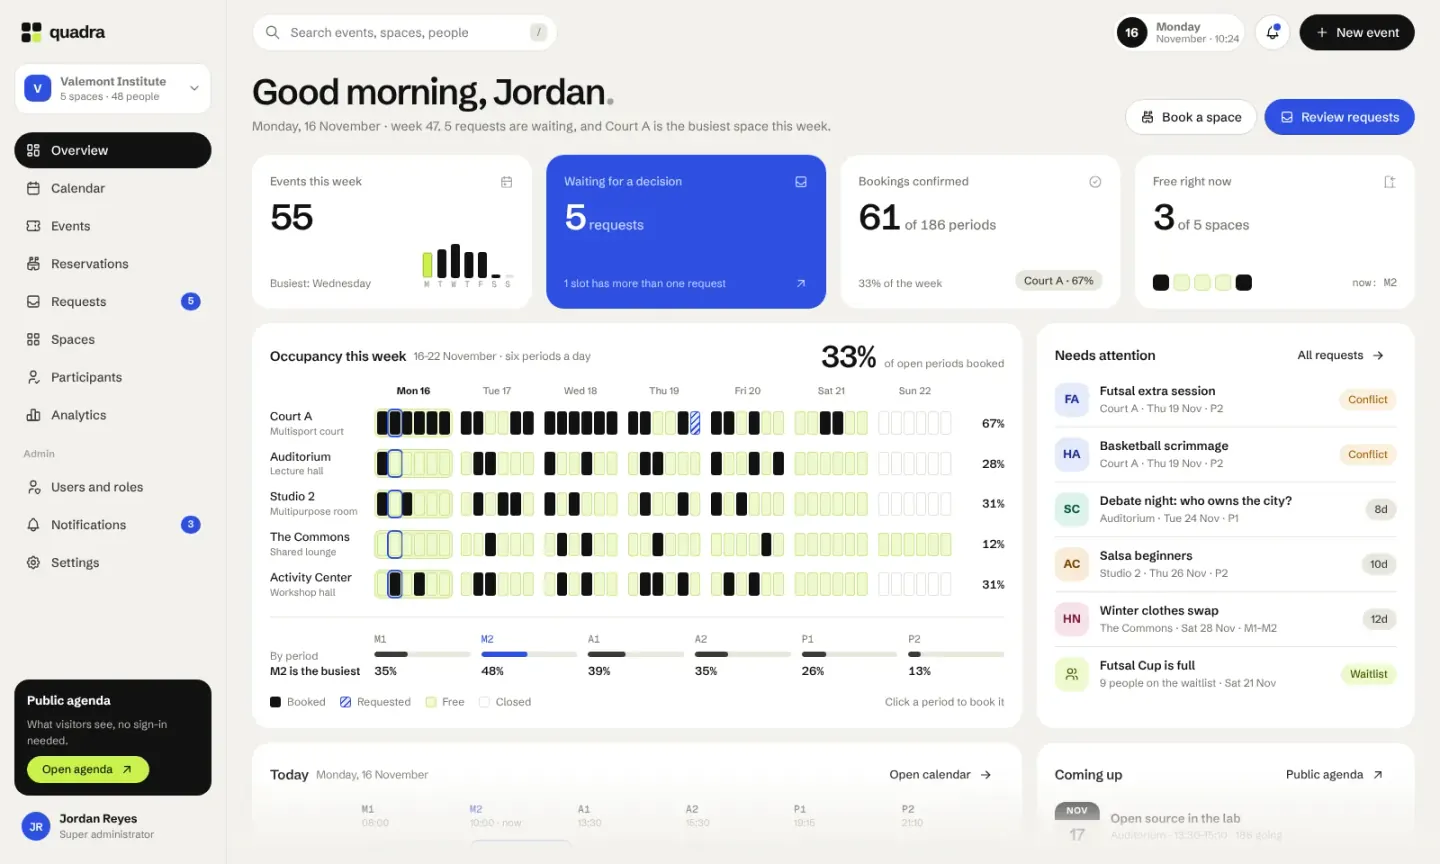 quadra
Search events, spaces, people
/
16
Monday
November · 10:24
New event
V
Valemont Institute
5 spaces · 48 people
Overview
Calendar
Events
Reservations
Requests
5
Spaces
Participants
Analytics
Admin
Users and roles
Notifications
3
Settings
Public agenda
What visitors see, no sign-in
needed.
Open agenda
JR
Jordan Reyes
Super administrator
Good morning, Jordan.
Monday, 16 November · week 47. 5 requests are waiting, and Court A is the busiest space this week.
Book a space
Review requests
Events this week
55
Busiest: Wednesday
M T W T F S S
Waiting for a decision
5 requests
1 slot has more than one request
Bookings confirmed
61 of 186 periods
33% of the week
Court A · 67%
Free right now
3 of 5 spaces
now: M2
Occupancy this week
16-22 November · six periods a day
33% of open periods booked
Mon 16
Tue 17
Wed 18
Thu 19
Fri 20
Sat 21
Sun 22
Court A
Multisport court
67%
Auditorium
Lecture hall
28%
Studio 2
Multipurpose room
31%
The Commons
Shared lounge
12%
Activity Center
Workshop hall
31%
By period
M2 is the busiest
M1
35%
M2
48%
A1
39%
A2
35%
P1
26%
P2
13%
Booked
Requested
Free
Closed
Click a period to book it
Needs attention
All requests
FA
Futsal extra session
Court A · Thu 19 Nov · P2
Conflict
HA
Basketball scrimmage
Court A · Thu 19 Nov · P2
Conflict
SC
Debate night: who owns the city?
Auditorium · Tue 24 Nov · P1
8d
AC
Salsa beginners
Studio 2 · Thu 26 Nov · P2
10d
HN
Winter clothes swap
The Commons · Sat 28 Nov · M1–M2
12d
Futsal Cup is full
9 people on the waitlist · Sat 21 Nov
Waitlist
Today
Monday, 16 November
Open calendar
M1
08:00
M2
10:00 · now
A1
13:30
A2
15:30
P1
19:15
P2
21:10
Coming up
Public agenda
NOV
17
Open source in the lab
Auditorium · 13:30–15:10 · 186 going